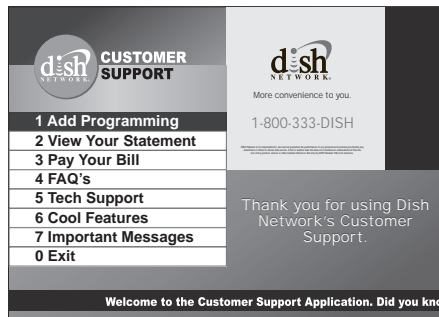 dish
NETWORK.
CUSTOMER
SUPPORT
1 Add Programming
2 View Your Statement
3 Pay Your Bill
4 FAQ's
5 Tech Support
6 Cool Features
7 Important Messages
0 Exit
dish
NETWORK.
More convenience to you.
1-800-333-DISH
Thank you for using Dish
Network's Customer
Support.
Welcome to the Customer Support Application. Did you kno